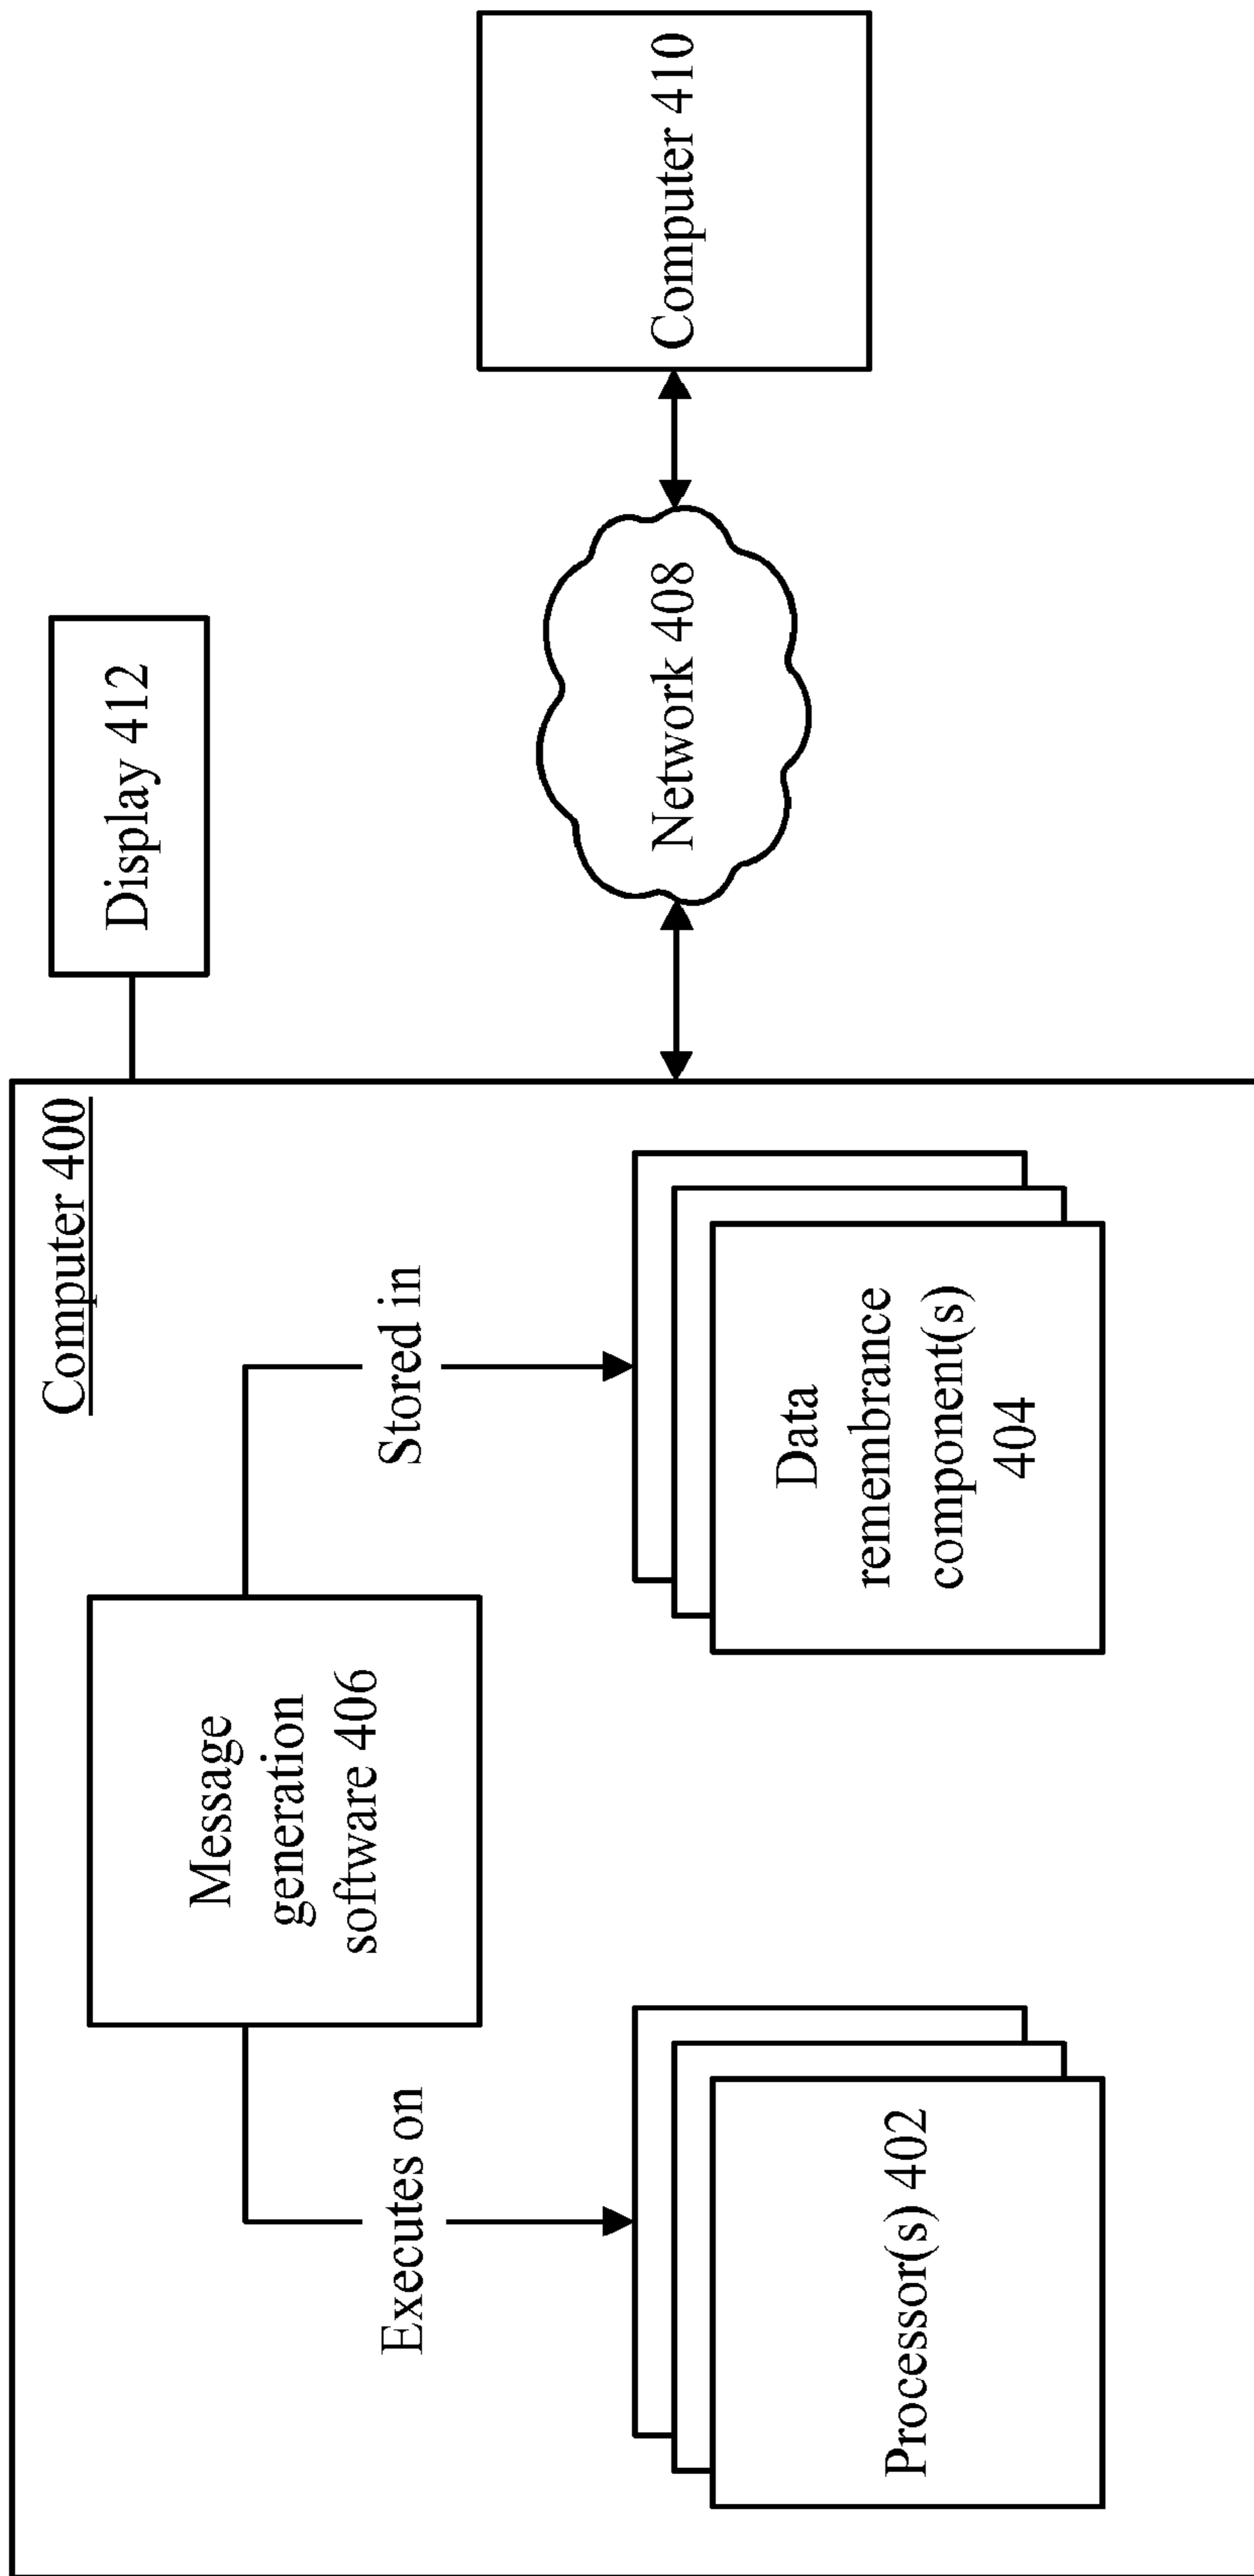 Computer 400
Message
generation
software 406
Executes on
Stored in
Processor(s) 402
Data
remembrance
component(s)
404
Display 412
Network 408
Computer 410